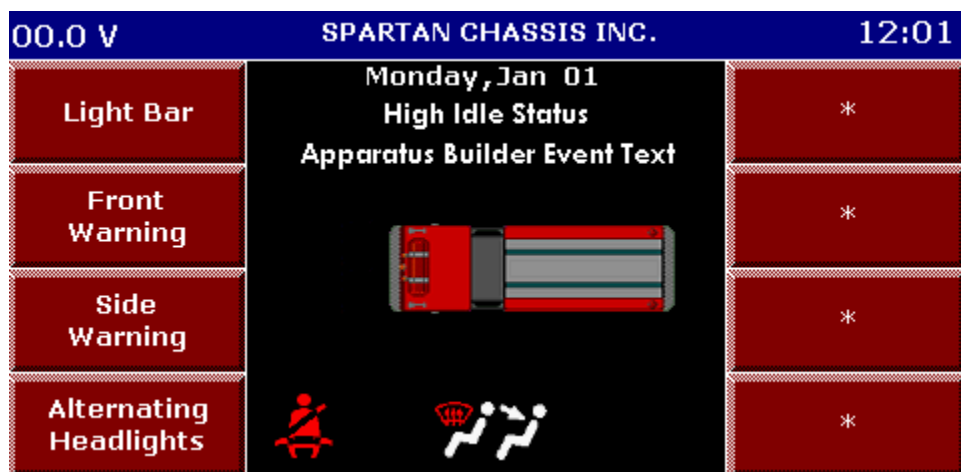 00.0 V
SPARTAN CHASSIS INC.
12:01
Light Bar
Front
Warning
Side
Warning
Alternating
Headlights
Monday,Jan 01
High Idle Status
Apparatus Builder Event Text
*
*
*
*